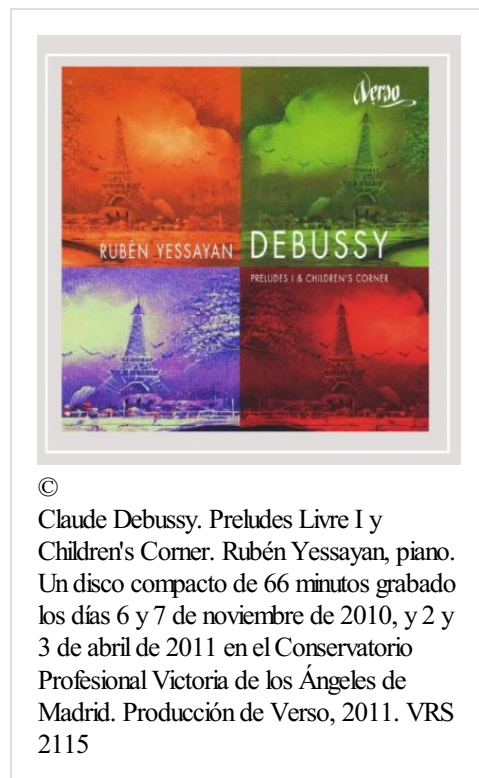 Verso
RUBÉN YESSAYAN DEBUSSY
PRELUDES I & CHILDREN'S CORNER
©
Claude Debussy. Preludes Livre I y
Children's Corner. Rubén Yessayan, piano.
Un disco compacto de 66 minutos grabado
los días 6 y 7 de noviembre de 2010, y 2 y
3 de abril de 2011 en el Conservatorio
Profesional Victoria de los Ángeles de
Madrid. Producción de Verso, 2011. VRS
2115